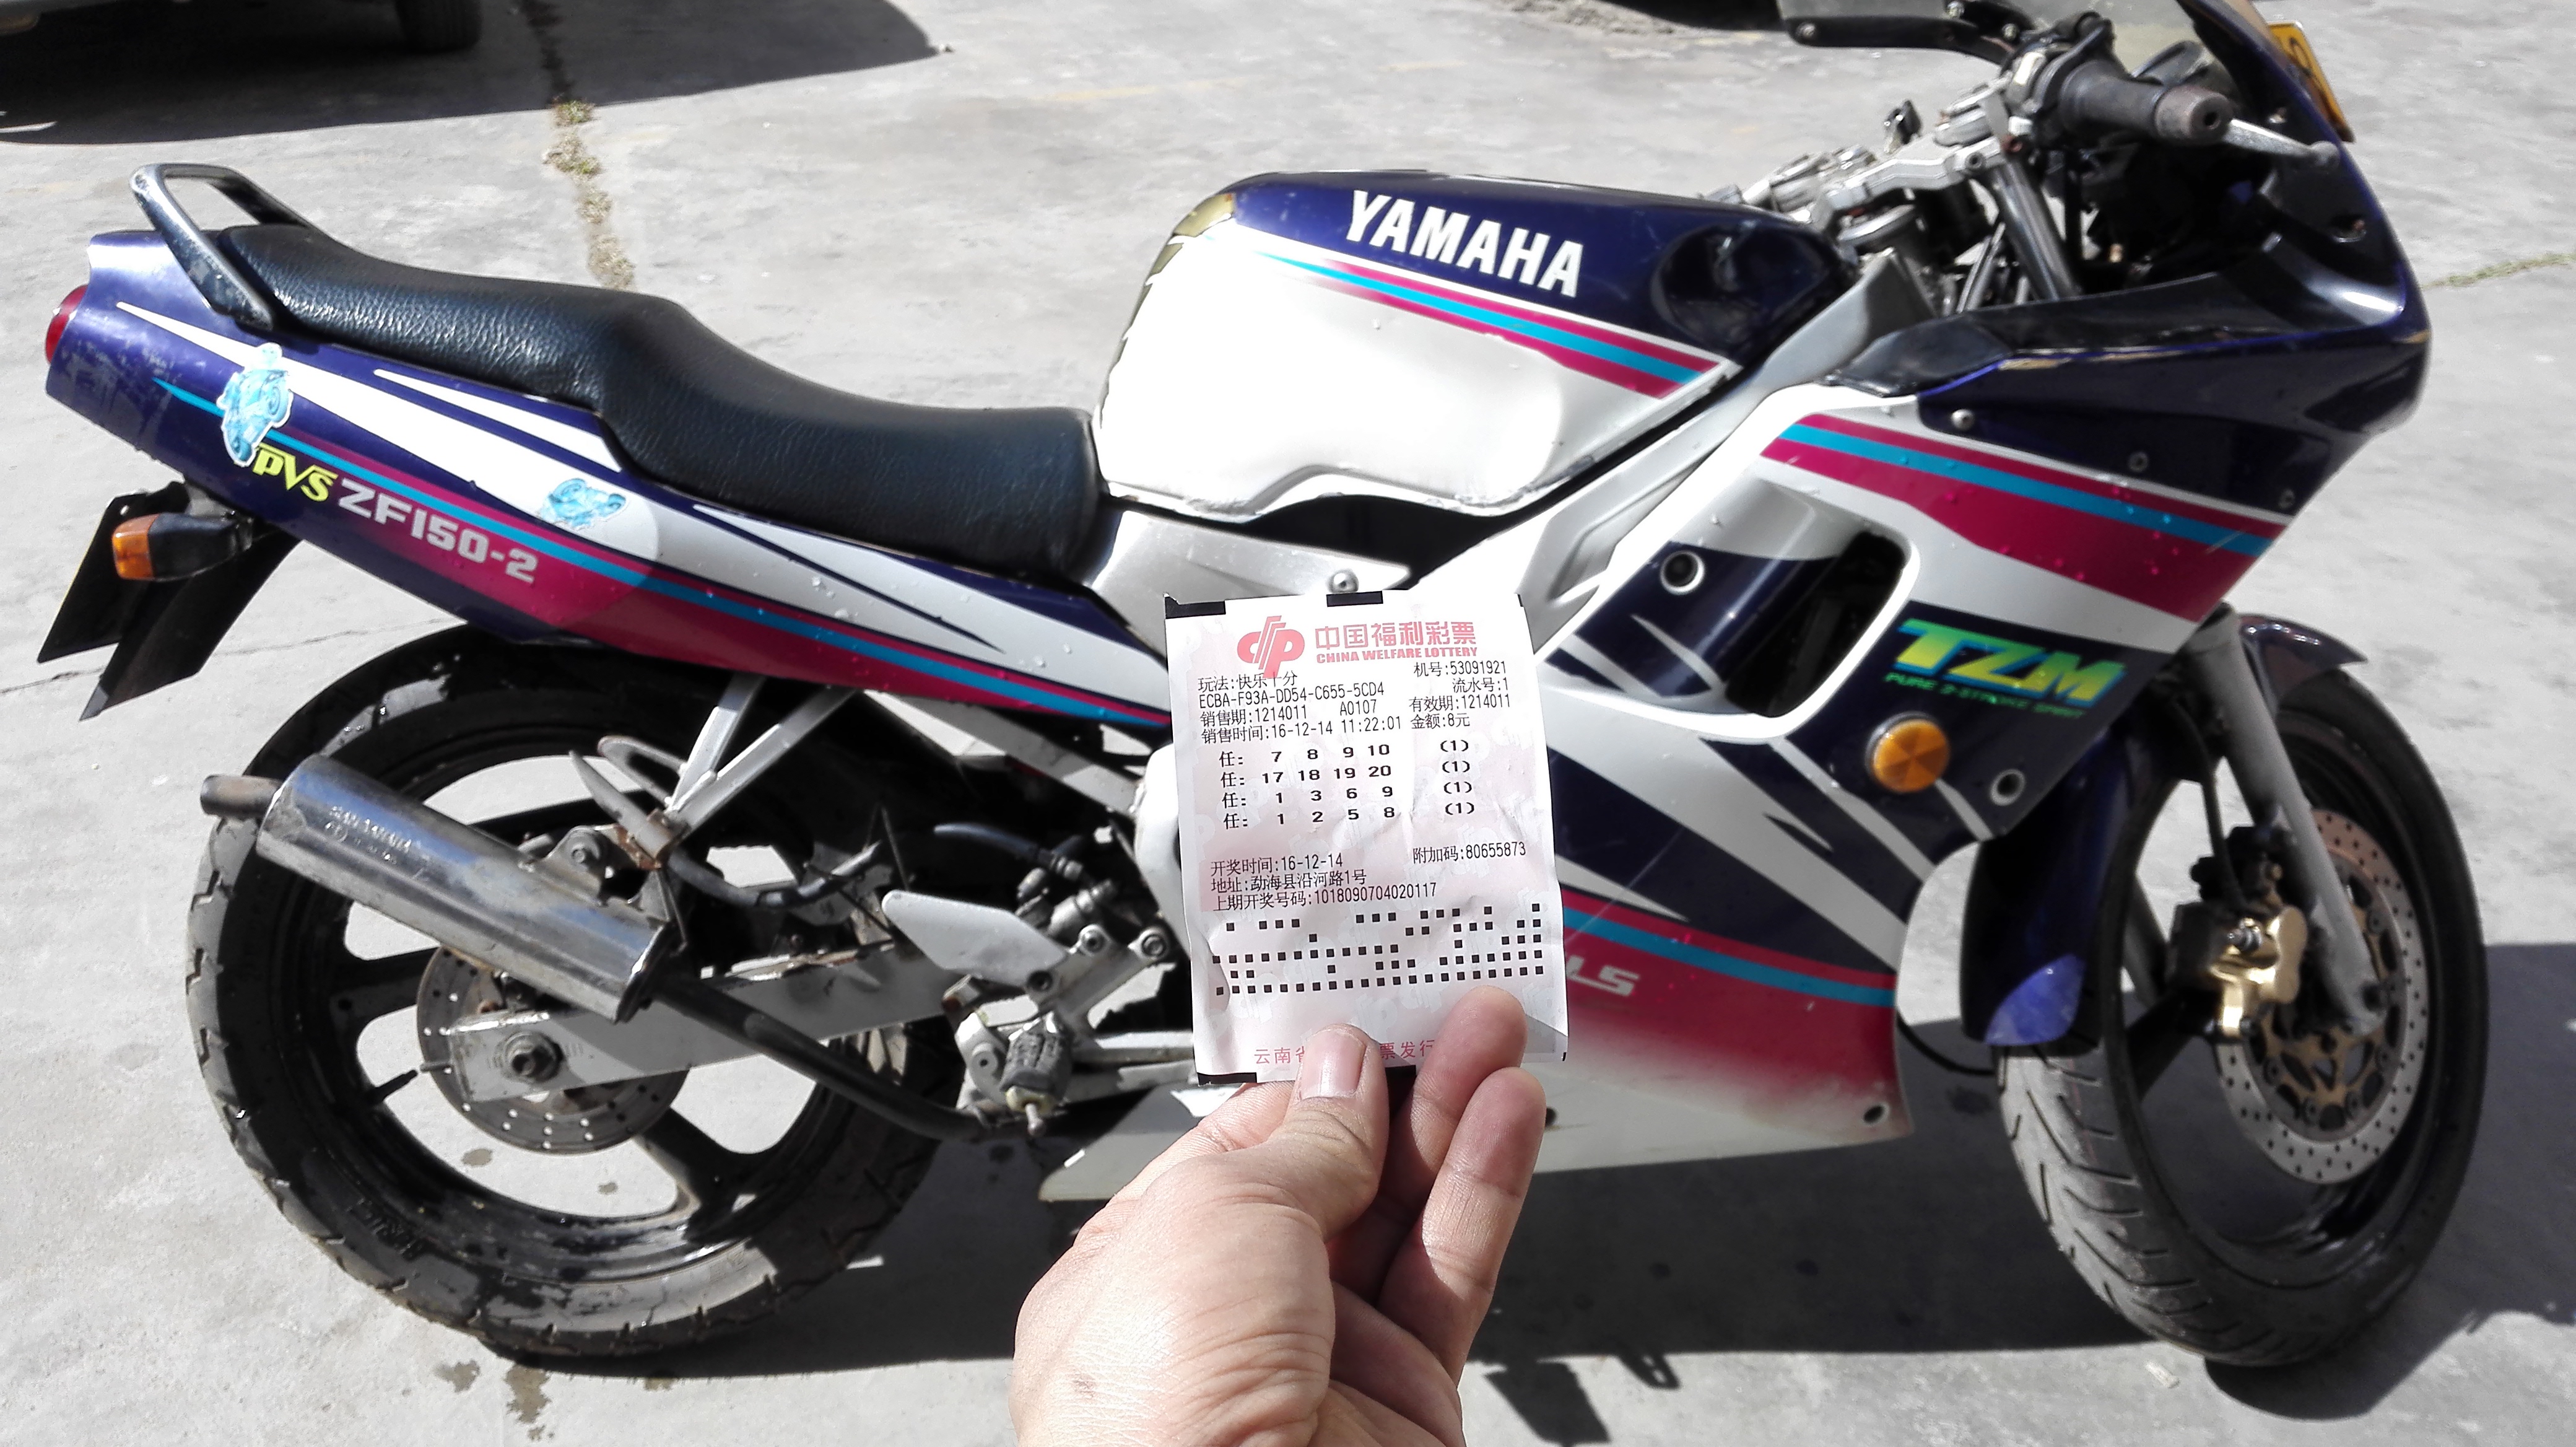 YAMAHA
PVS ZF150-2
TZM
PURE 2-STROKE SPIRIT
LS
中国福利彩票
CHINA WELFARE LOTTERY
玩法:快乐十分 机号:53091921
ECBA-F93A-DD54-C655-5CD4 流水号:1
销售期:1214011 A0107 有效期:1214011
销售时间:16-12-14 11:22:01 金额:8元
任: 7 8 9 10 (1)
任: 17 18 19 20 (1)
任: 1 3 6 9 (1)
任: 1 2 5 8 (1)
开奖时间:16-12-14 附加码:80655873
地址:勐海县沿河路1号
上期开奖号码:1018090704020117
云南省 票发行